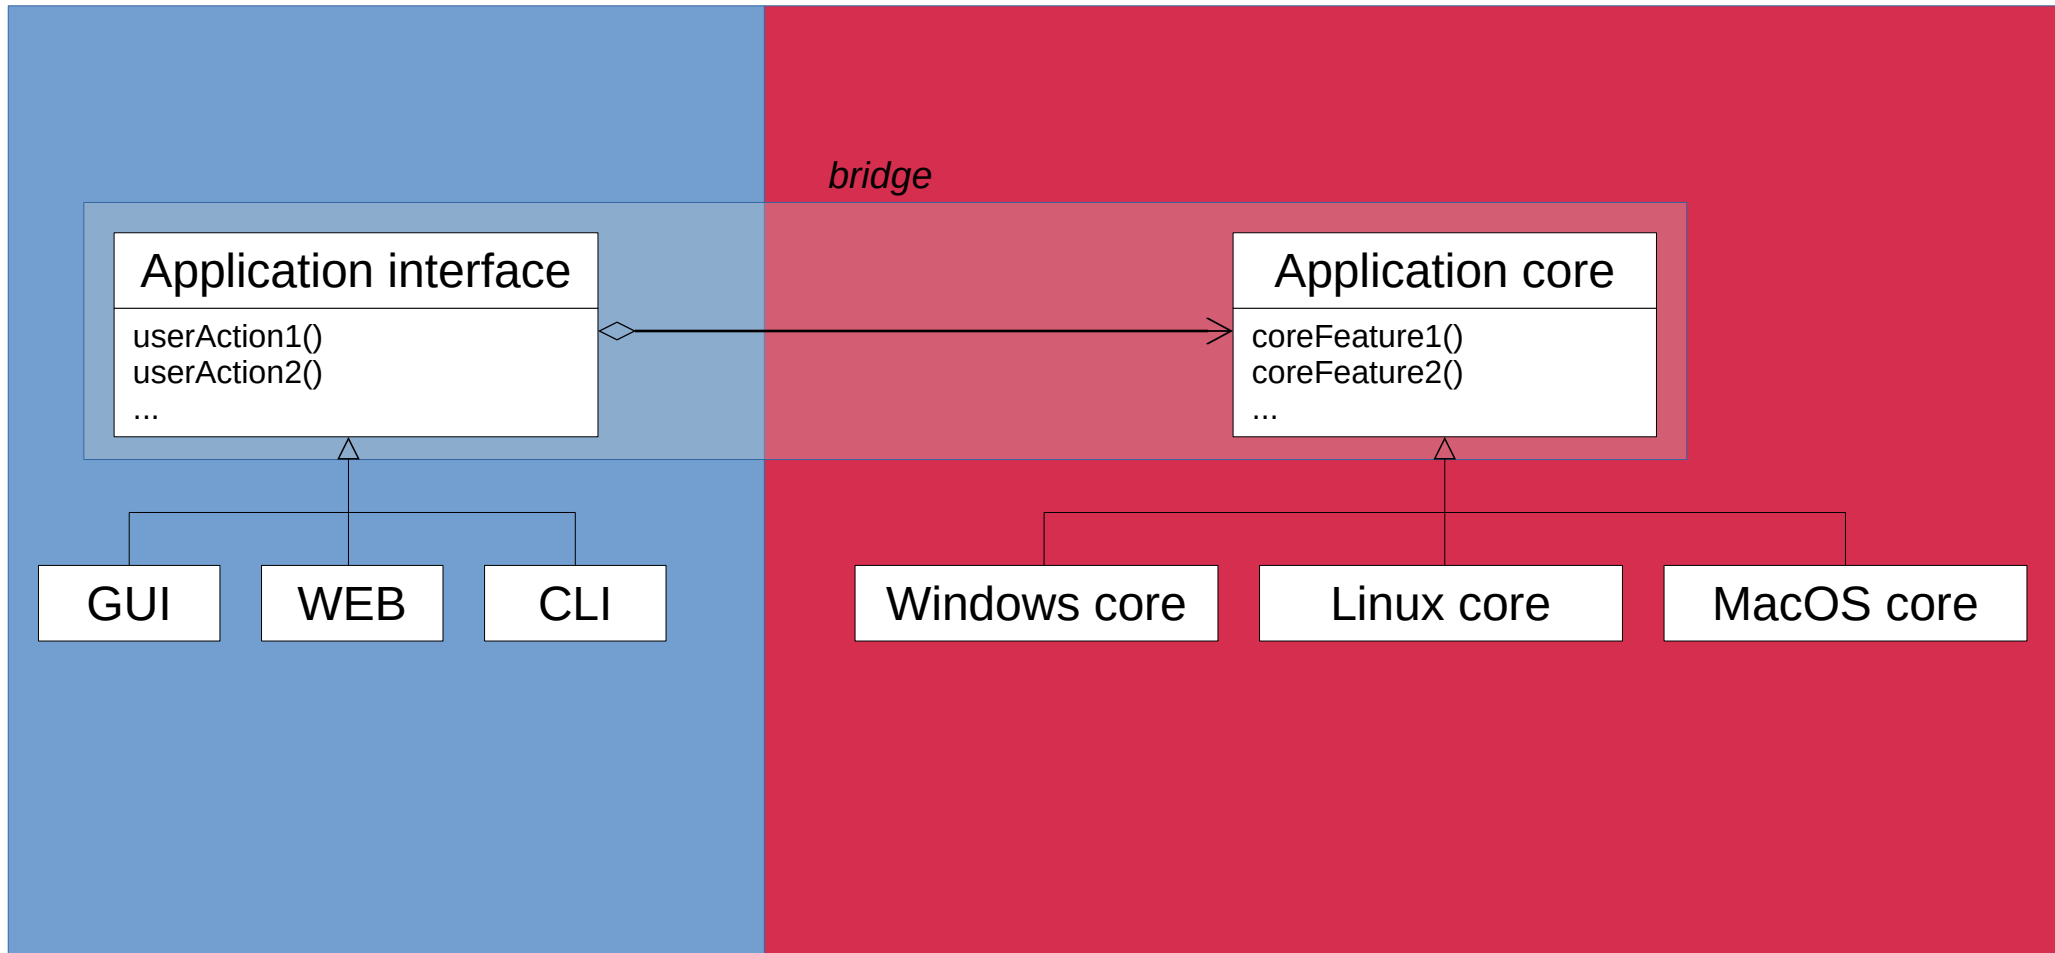 bridge
Application interface
userAction1()
userAction2()
...
Application core
coreFeature1()
coreFeature2()
...
GUI
WEB
CLI
Windows core
Linux core
MacOS core